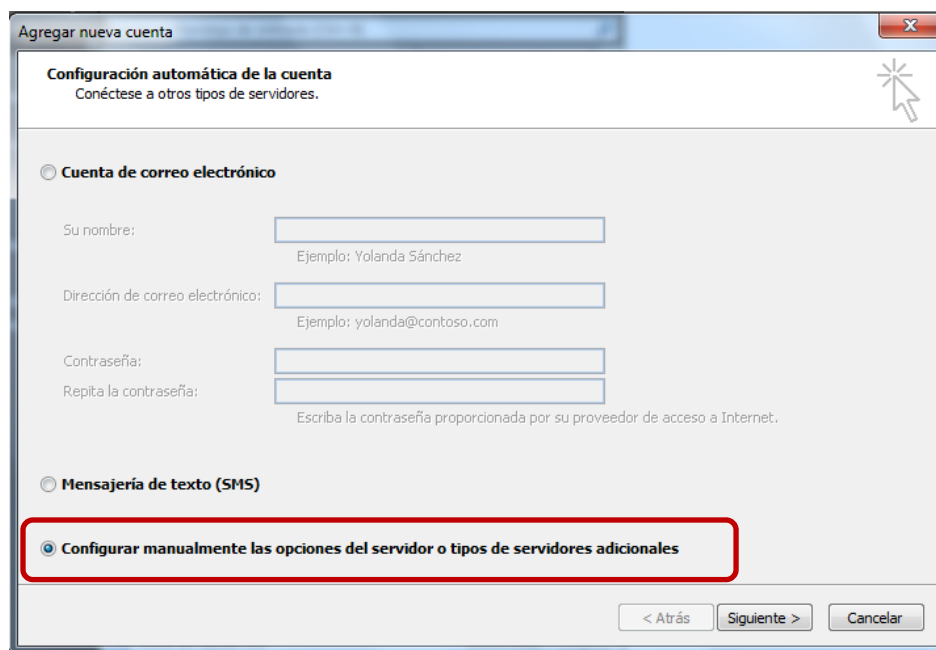 Agregar nueva cuenta
Configuración automática de la cuenta
Conéctese a otros tipos de servidores.
Cuenta de correo electrónico
Su nombre:
Ejemplo: Yolanda Sánchez
Dirección de correo electrónico:
Ejemplo: yolanda@contoso.com
Contraseña:
Repita la contraseña:
Escriba la contraseña proporcionada por su proveedor de acceso a Internet.
Mensajería de texto (SMS)
Configurar manualmente las opciones del servidor o tipos de servidores adicionales
< Atrás Siguiente > Cancelar